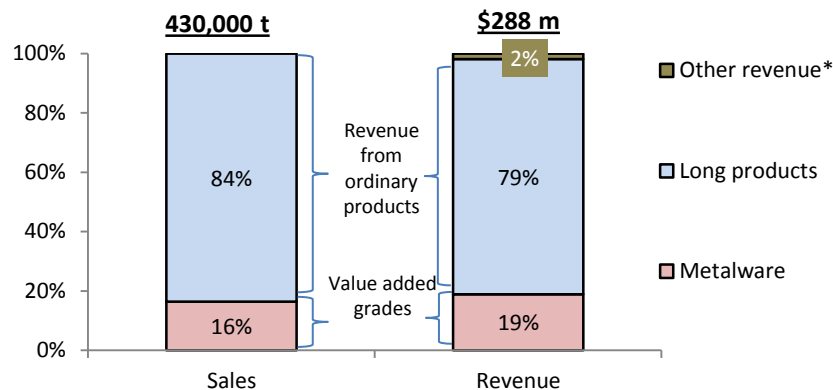 430,000 t
$288 m
100%
80%
60%
40%
20%
0%
2%
84%
79%
16%
19%
Revenue
from
ordinary
products
Value added
grades
Sales
Revenue
Other revenue*
Long products
Metalware